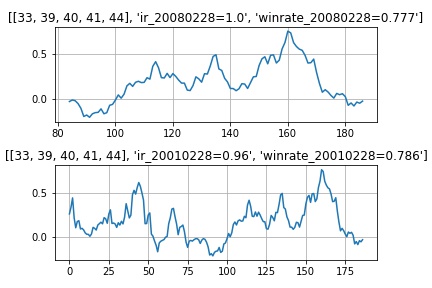 [[33, 39, 40, 41, 44], 'ir_20080228=1.0', 'winrate_20080228=0.777']
0.5
0.0
80 100 120 140 160 180
[[33, 39, 40, 41, 44], 'ir_20010228=0.96', 'winrate_20010228=0.786']
0.5
0.0
0 25 50 75 100 125 150 175